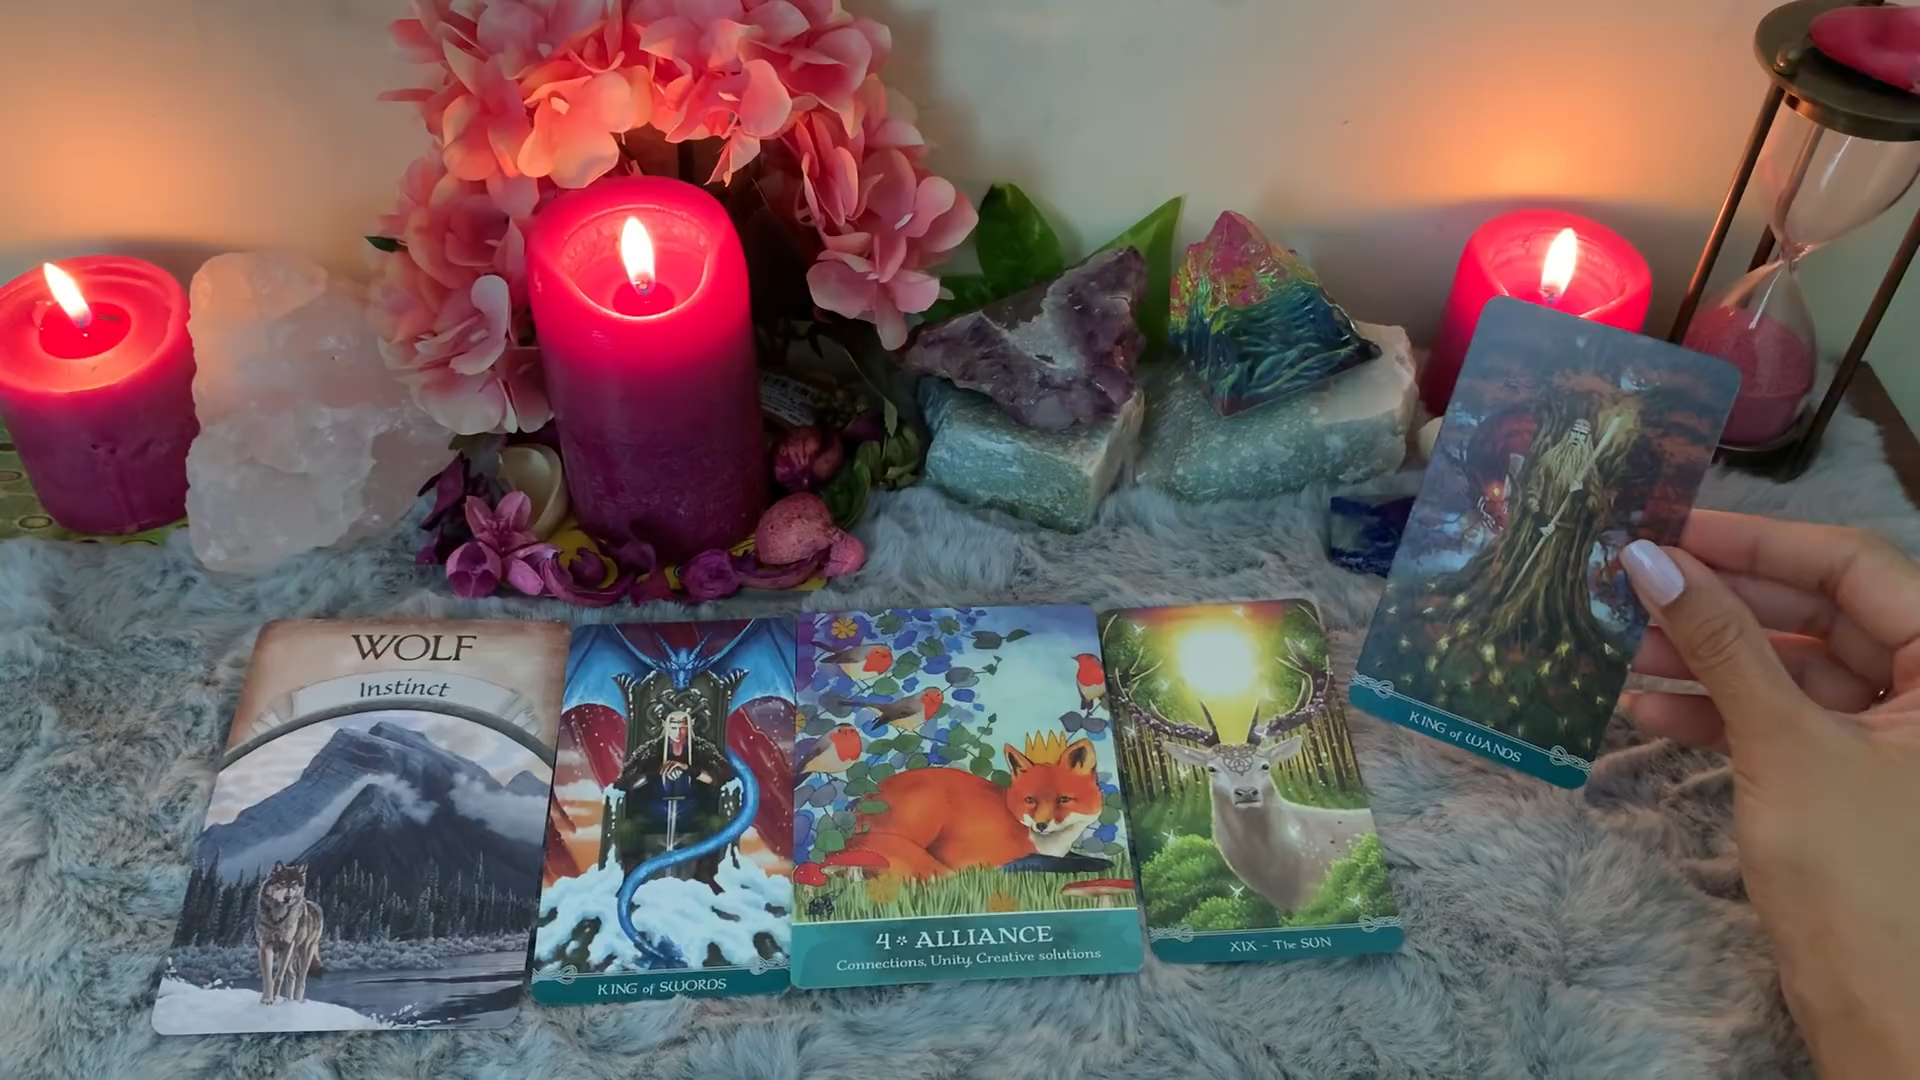 WOLF
Instinct
KING of SWORDS
4 ALLIANCE
Connections, Unity, Creative solutions
XIX - The SUN
KING of WANDS